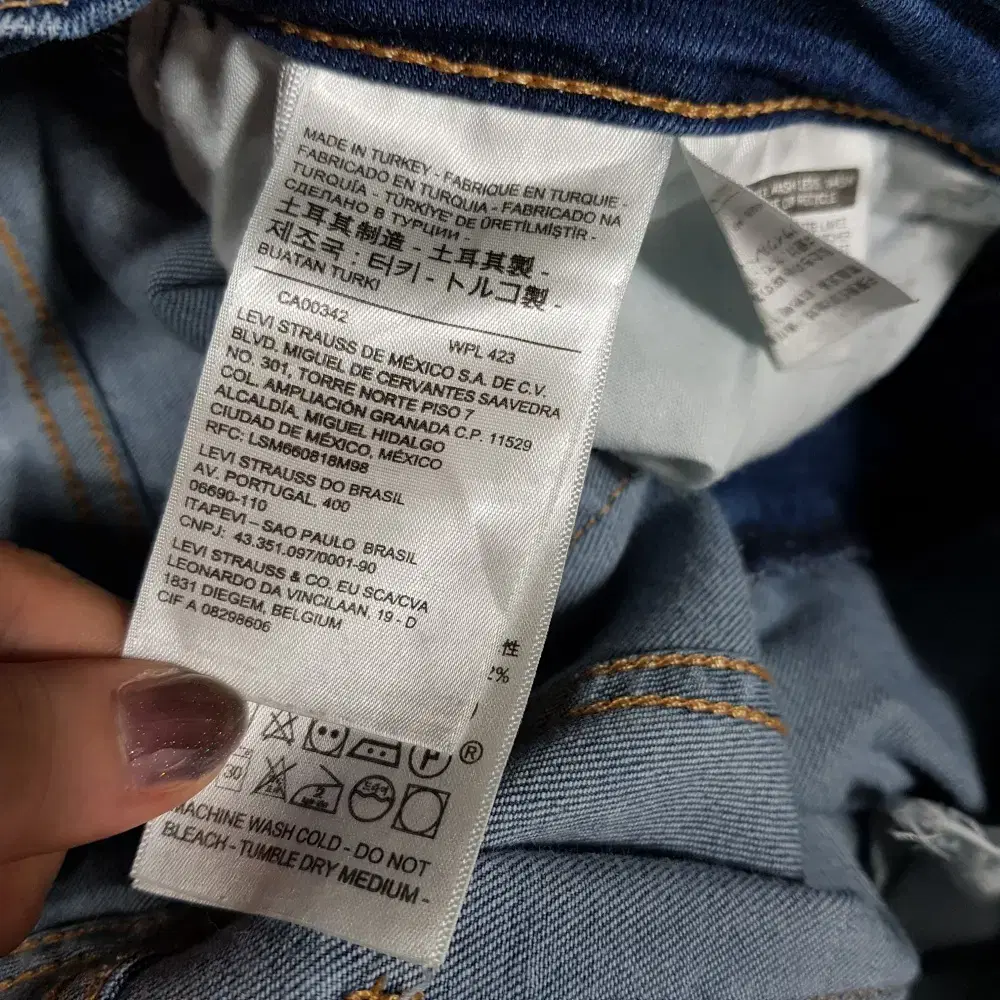 MADE IN TURKEY - FABRIQUE EN TURQUIE -
FABRICADO EN TURQUIA - FABRICADO NA
TURQUÍA - TÜRKİYE'DE ÜRETİLMİŞTİR -
СДЕЛАНО В ТУРЦИИ -
土耳其制造 - 土耳其製 -
제조국 : 터키 - トルコ製 -
BUATAN TURKI
CA00342 WPL 423
LEVI STRAUSS DE MÉXICO S.A. DE C.V.
BLVD. MIGUEL DE CERVANTES SAAVEDRA
NO. 301, TORRE NORTE PISO 7
COL. AMPLIACIÓN GRANADA C.P. 11529
ALCALDÍA, MIGUEL HIDALGO
CIUDAD DE MÉXICO, MÉXICO
RFC: LSM660818M98
LEVI STRAUSS DO BRASIL
AV. PORTUGAL, 400
06690-110
ITAPEVI – SAO PAULO BRASIL
CNPJ: 43.351.097/0001-90
LEVI STRAUSS & CO. EU SCA/CVA
LEONARDO DA VINCILAAN, 19 - D
1831 DIEGEM, BELGIUM
CIF A 08298606
性
2%
P ®
30
MACHINE WASH COLD - DO NOT
BLEACH - TUMBLE DRY MEDIUM -